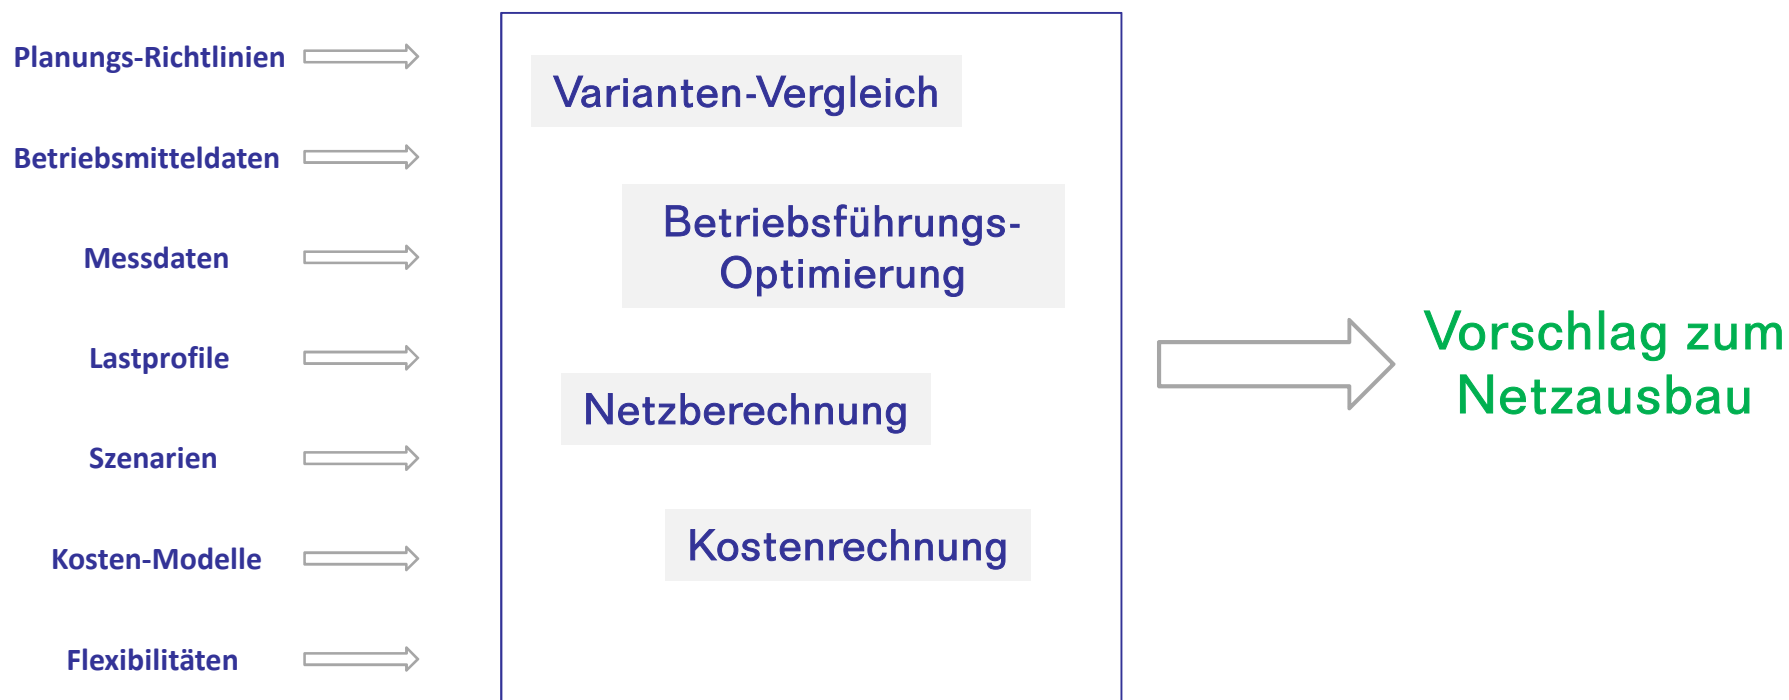 Planungs-Richtlinien
Betriebsmitteldaten
Messdaten
Lastprofile
Szenarien
Kosten-Modelle
Flexibilitäten
Varianten-Vergleich
Betriebsführungs-
Optimierung
Netzberechnung
Kostenrechnung
Vorschlag zum
Netzausbau